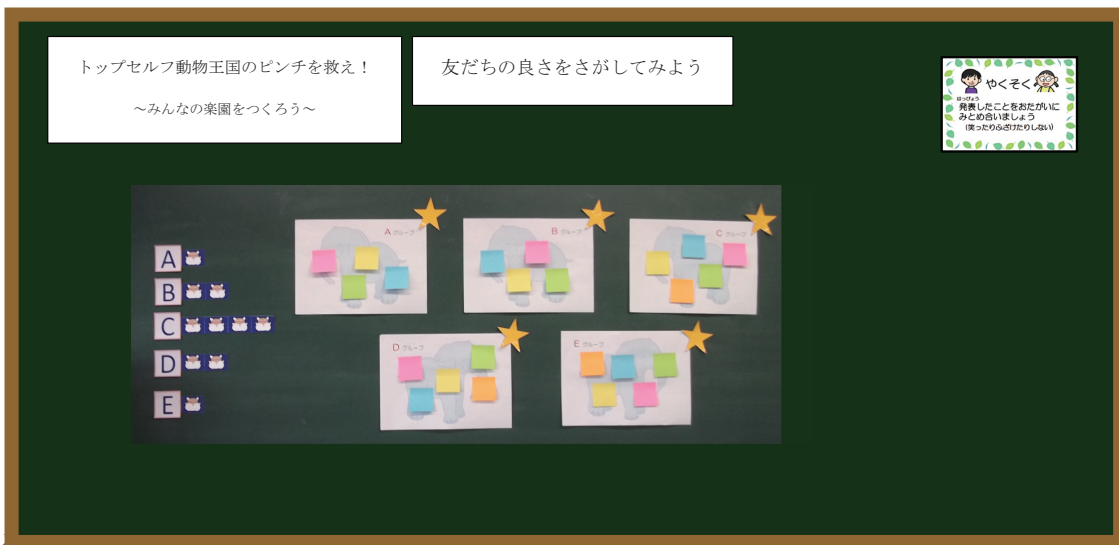 トップセルフ動物王国のピンチを救え！
～みんなの楽園をつくろう～
友だちの良さをさがしてみよう
やくそく
はっぴょう
発表したことをおたがいに
みとめ合いましょう
（笑ったりふざけたりしない）
A
B
C
D
E
A グループ
B グループ
C グループ
D グループ
E グループ